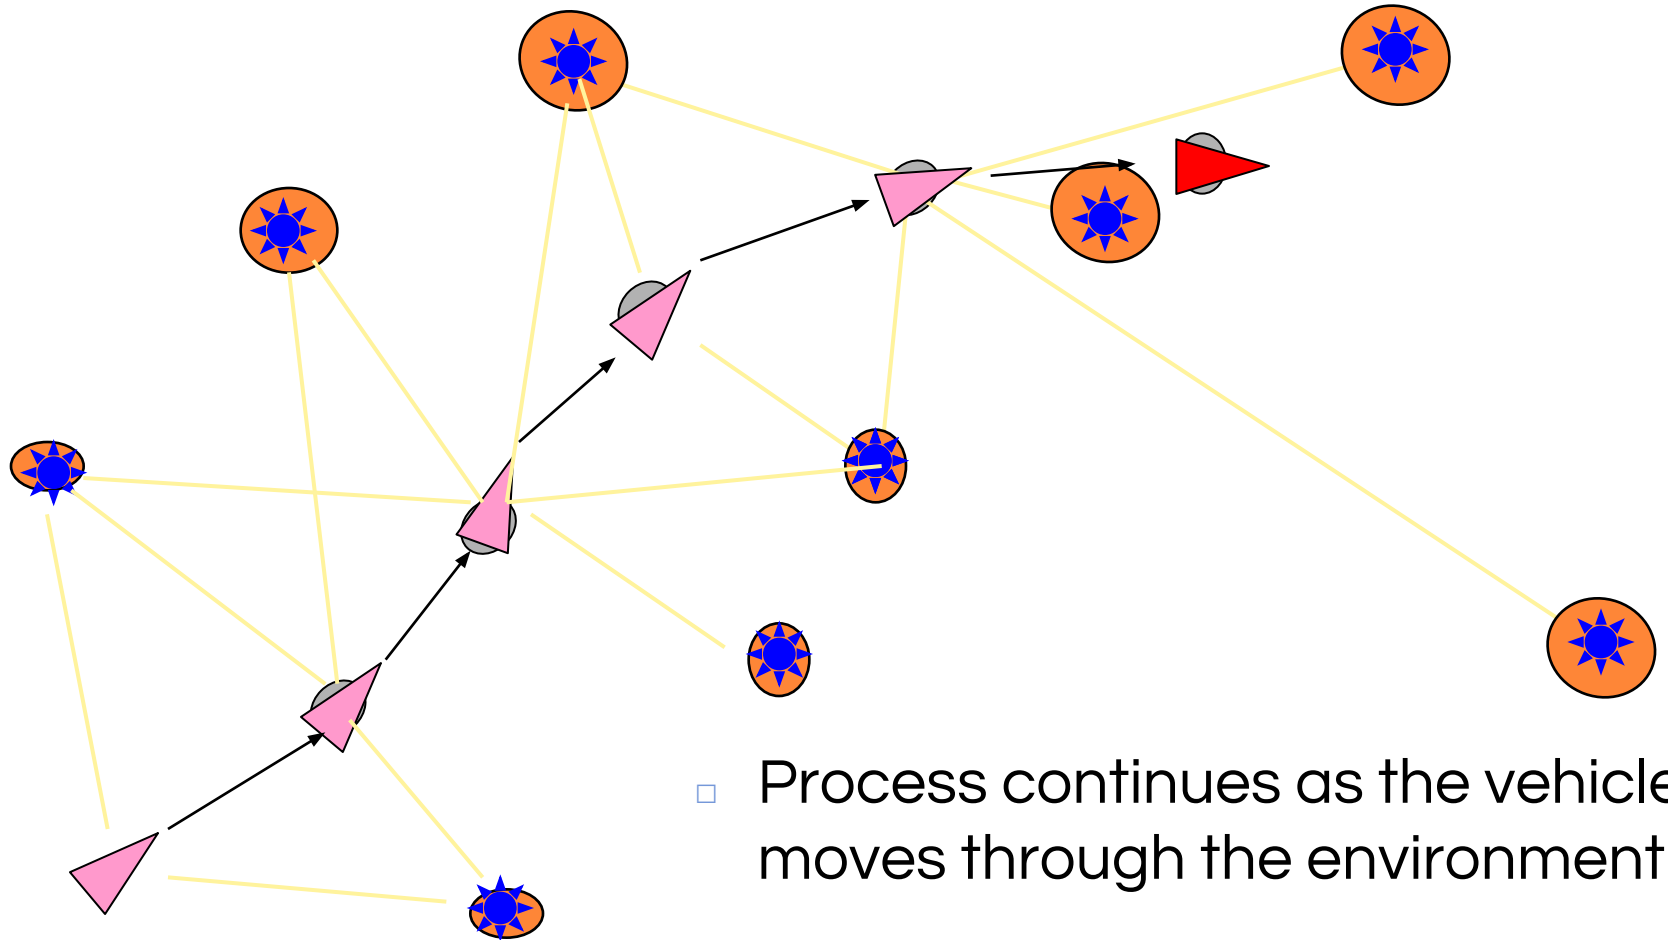 Process continues as the vehicle
moves through the environment